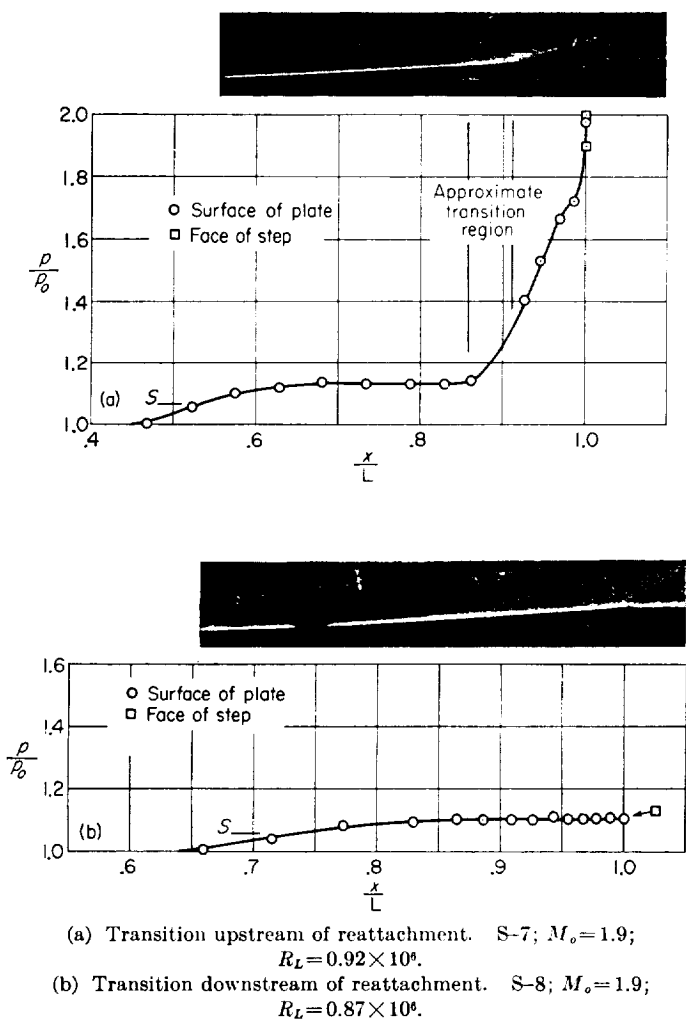 2.0
1.8
1.6
1.4
1.2
1.0
p/p₀
○ Surface of plate
□ Face of step
Approximate
transition
region
(a)
S
.4 .6 .8 1.0
x/L
1.6
1.4
1.2
1.0
p/p₀
○ Surface of plate
□ Face of step
(b)
S
.6 .7 .8 .9 1.0
x/L
(a) Transition upstream of reattachment. S-7; Mₒ=1.9;
R_L=0.92×10⁶.
(b) Transition downstream of reattachment. S-8; Mₒ=1.9;
R_L=0.87×10⁶.